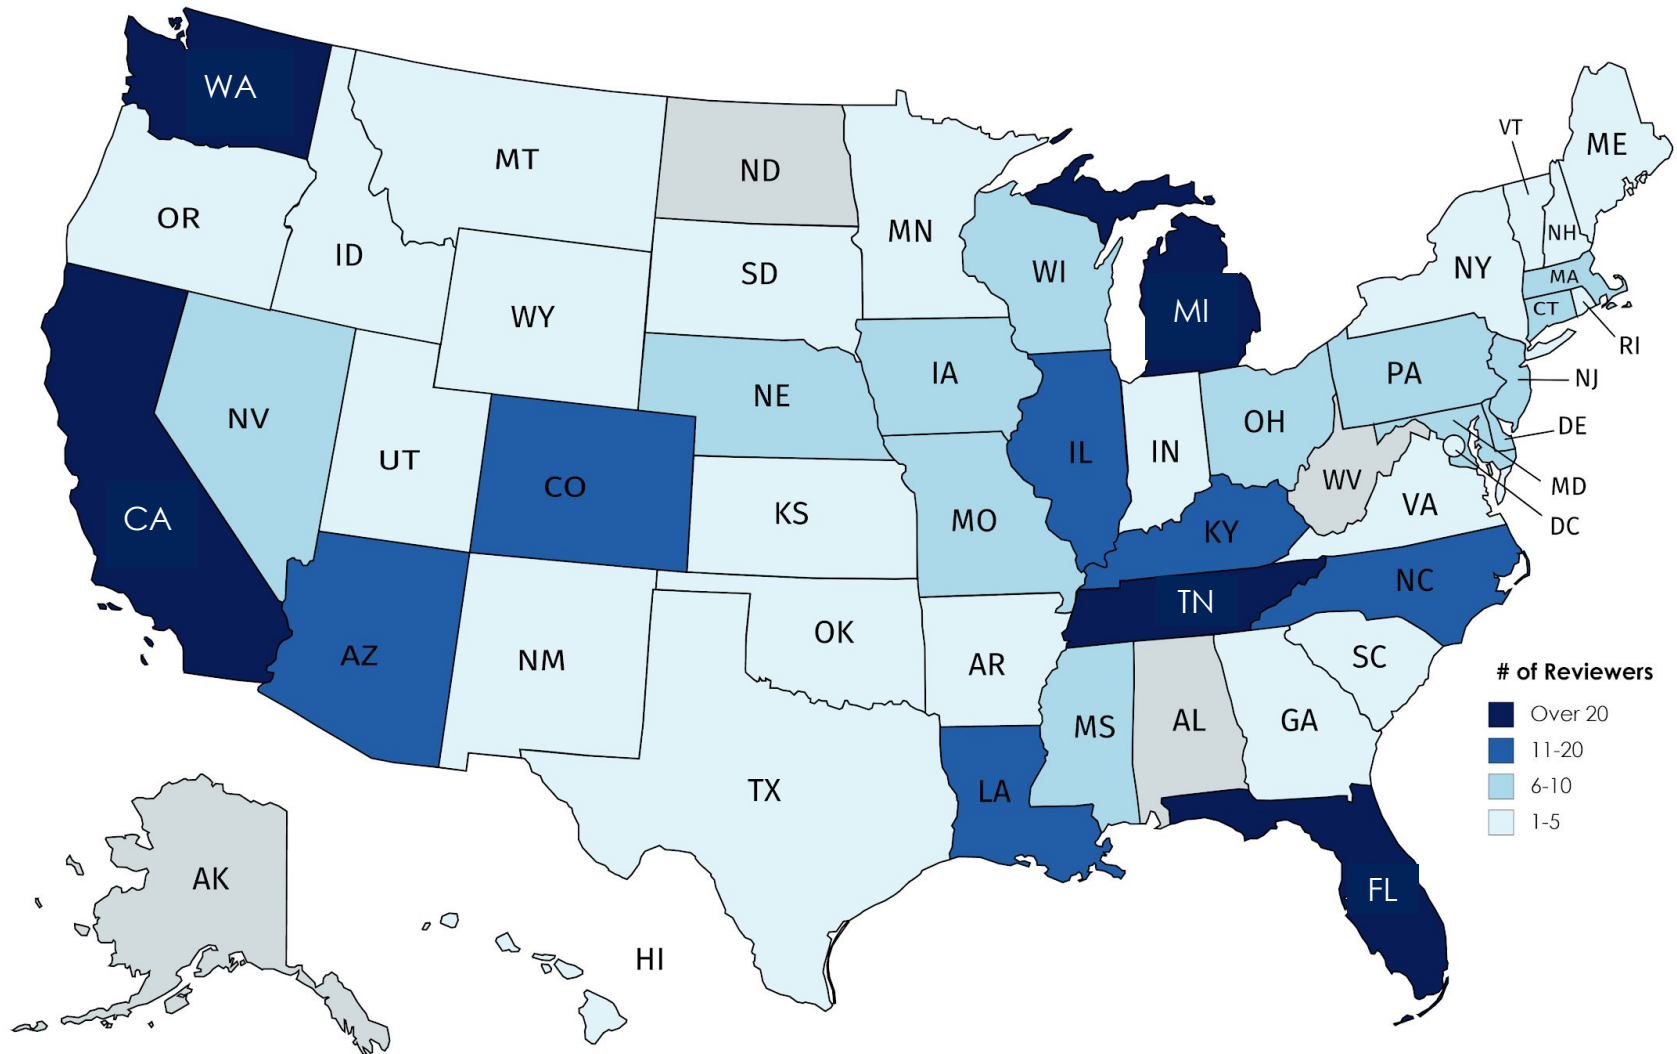 WA
MT
ND
OR
ID
MN
SD
WI
WY
MI
VT
ME
NH
NY
MA
CT
RI
NV
UT
CO
NE
IA
IL
IN
OH
PA
NJ
DE
MD
DC
WV
VA
KY
CA
AZ
NM
KS
MO
OK
AR
TN
NC
SC
MS
AL
GA
TX
LA
FL
AK
HI
# of Reviewers
Over 20
11-20
6-10
1-5